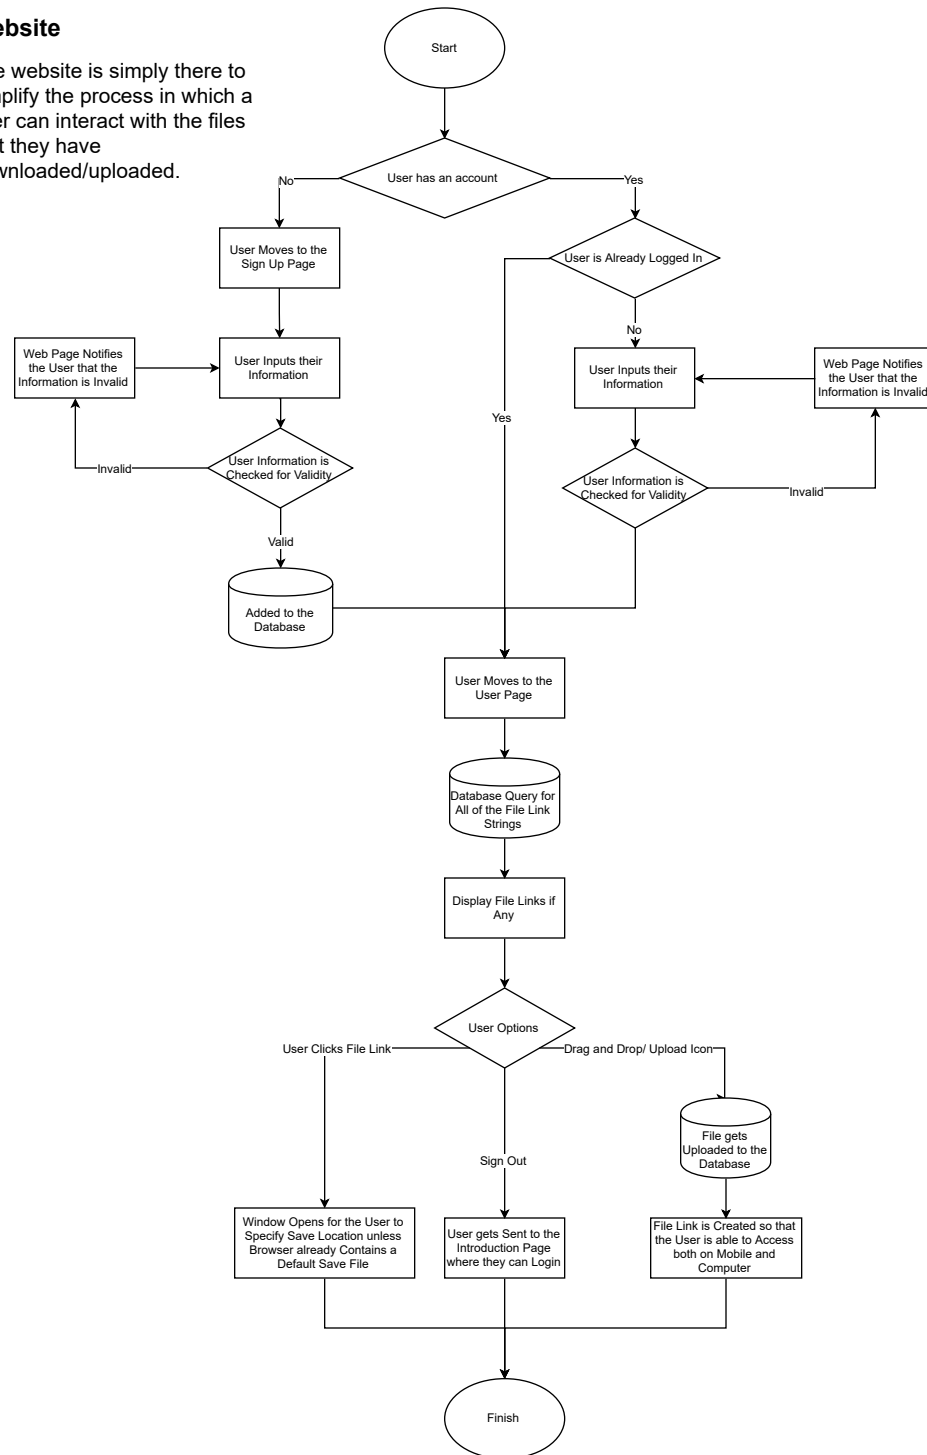 ebsite
e website is simply there to
nplify the process in which a
er can interact with the files
t they have
wnloaded/uploaded.
Start
User has an account
No
Yes
User Moves to the
Sign Up Page
User is Already Logged In
No
Web Page Notifies
the User that the
Information is Invalid
User Inputs their
Information
User Inputs their
Information
Web Page Notifies
the User that the
Information is Invalid
Yes
User Information is
Checked for Validity
Invalid
User Information is
Checked for Validity
Invalid
Valid
Added to the
Database
User Moves to the
User Page
Database Query for
All of the File Link
Strings
Display File Links if
Any
User Options
User Clicks File Link
Drag and Drop/ Upload Icon
File gets
Uploaded to the
Database
Sign Out
Window Opens for the User to
Specify Save Location unless
Browser already Contains a
Default Save File
User gets Sent to the
Introduction Page
where they can Login
File Link is Created so that
the User is able to Access
both on Mobile and
Computer
Finish